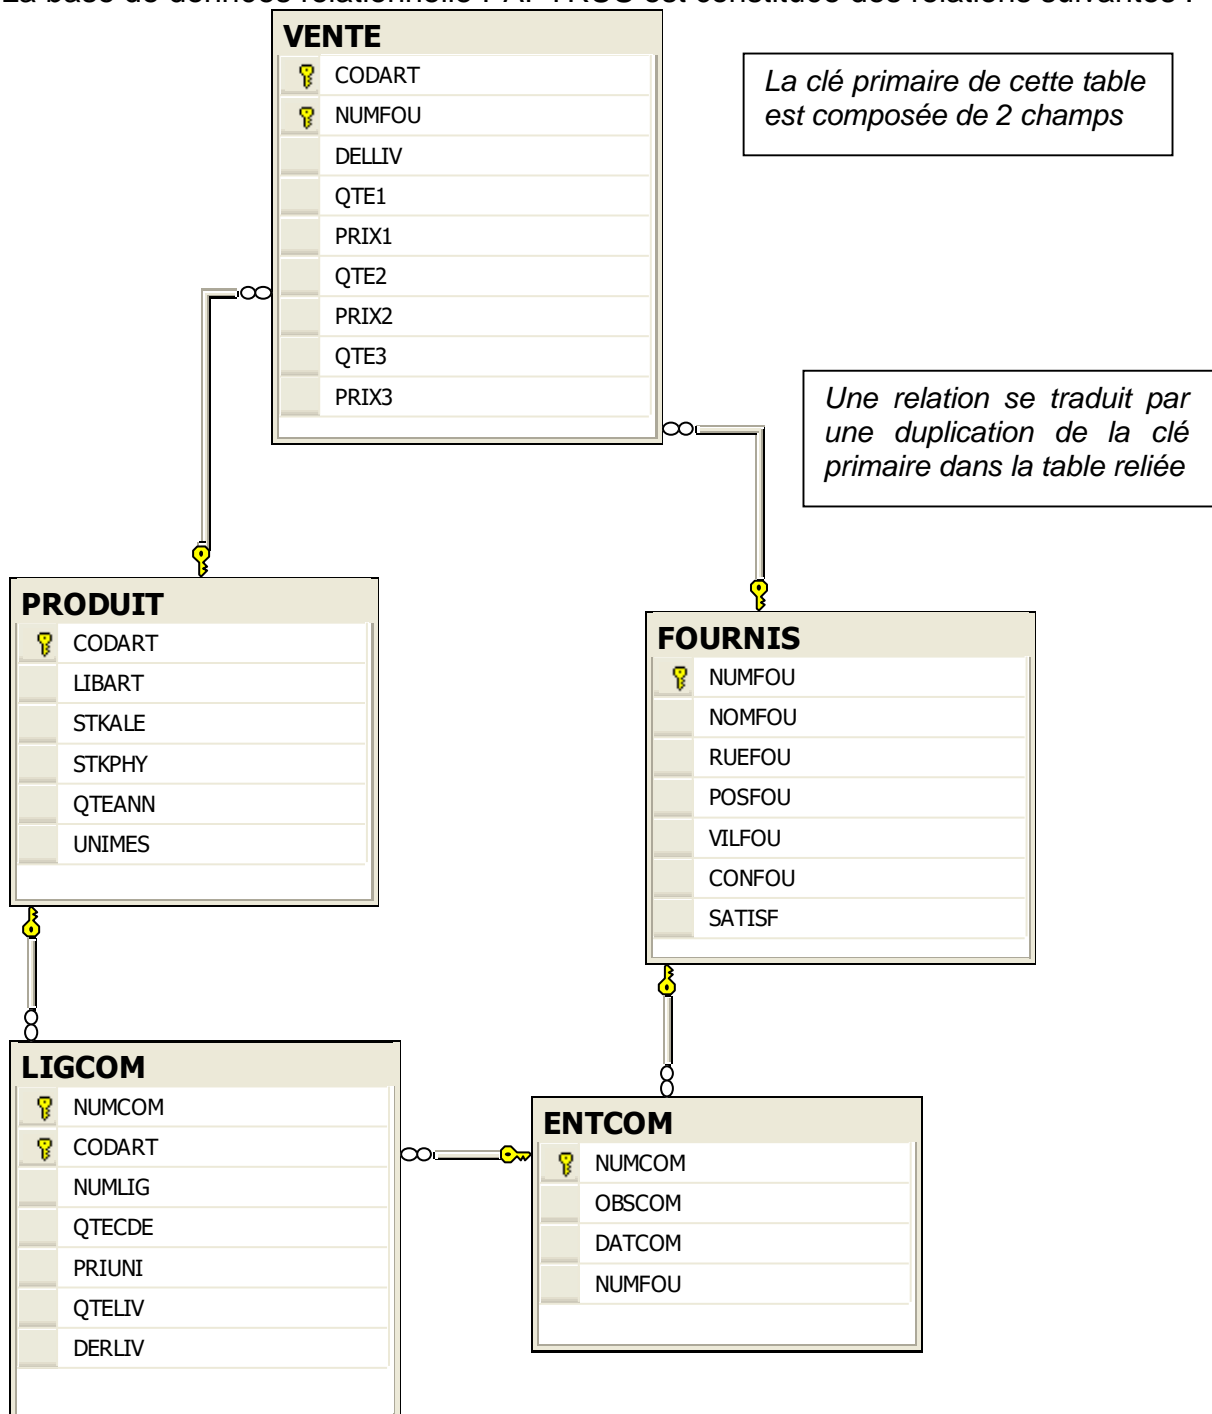 La base de données relationnelle PAPYRUS est constituée des relations suivantes :
VENTE
CODART
NUMFOU
DELLIV
QTE1
PRIX1
QTE2
PRIX2
QTE3
PRIX3
La clé primaire de cette table
est composée de 2 champs
Une relation se traduit par
une duplication de la clé
primaire dans la table reliée
PRODUIT
CODART
LIBART
STKALE
STKPHY
QTEANN
UNIMES
FOURNIS
NUMFOU
NOMFOU
RUEFOU
POSFOU
VILFOU
CONFOU
SATISF
LIGCOM
NUMCOM
CODART
NUMLIG
QTECDE
PRIUNI
QTELIV
DERLIV
ENTCOM
NUMCOM
OBSCOM
DATCOM
NUMFOU